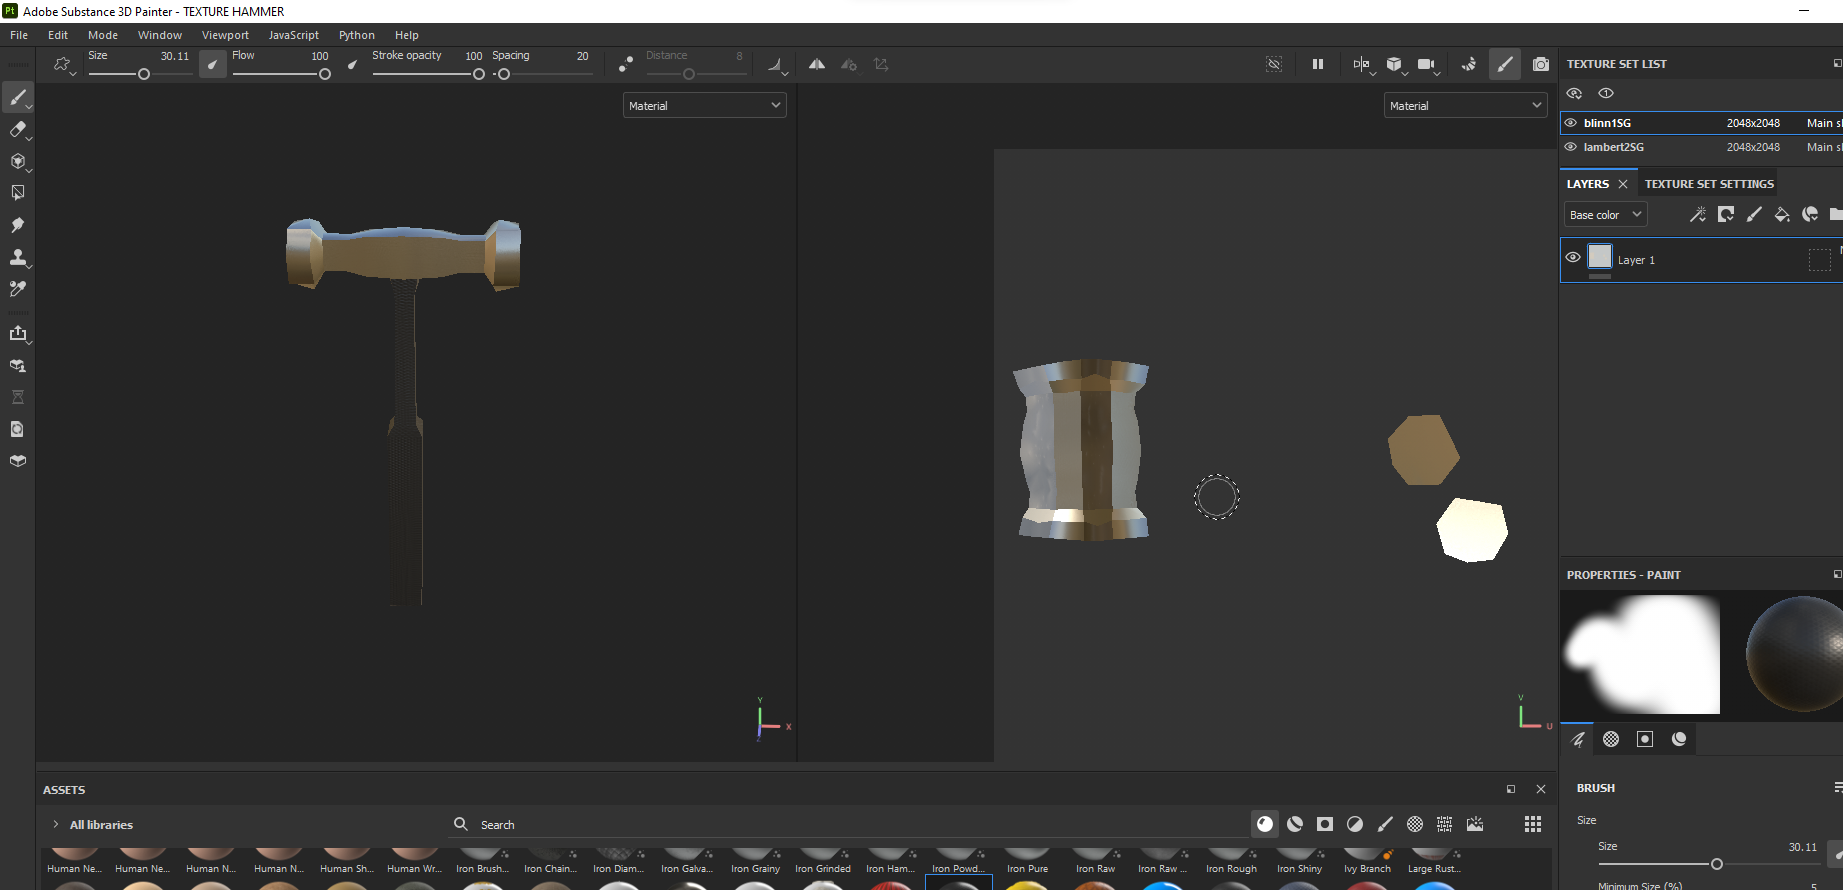 Pt Adobe Substance 3D Painter - TEXTURE HAMMER
File Edit Mode Window Viewport JavaScript Python Help
Size 30.11 Flow 100 Stroke opacity 100 Spacing 20 Distance 8
TEXTURE SET LIST
Material
Material
1
blinn1SG 2048x2048 Main
lambert2SG 2048x2048 Main
LAYERS TEXTURE SET SETTINGS
Base color
Layer 1
PROPERTIES - PAINT
Y
X
Z
V
U
BRUSH
Size
Size 30.11
Minimum Size (%) 5
ASSETS
All libraries
Search
Human Ne... Human Ne... Human N... Human N... Human Sh... Human Wr... Iron Brush... Iron Chain... Iron Diam... Iron Galva... Iron Grainy Iron Grinded Iron Ham... Iron Powd... Iron Pure Iron Raw Iron Raw ... Iron Rough Iron Shiny Ivy Branch Large Rust...